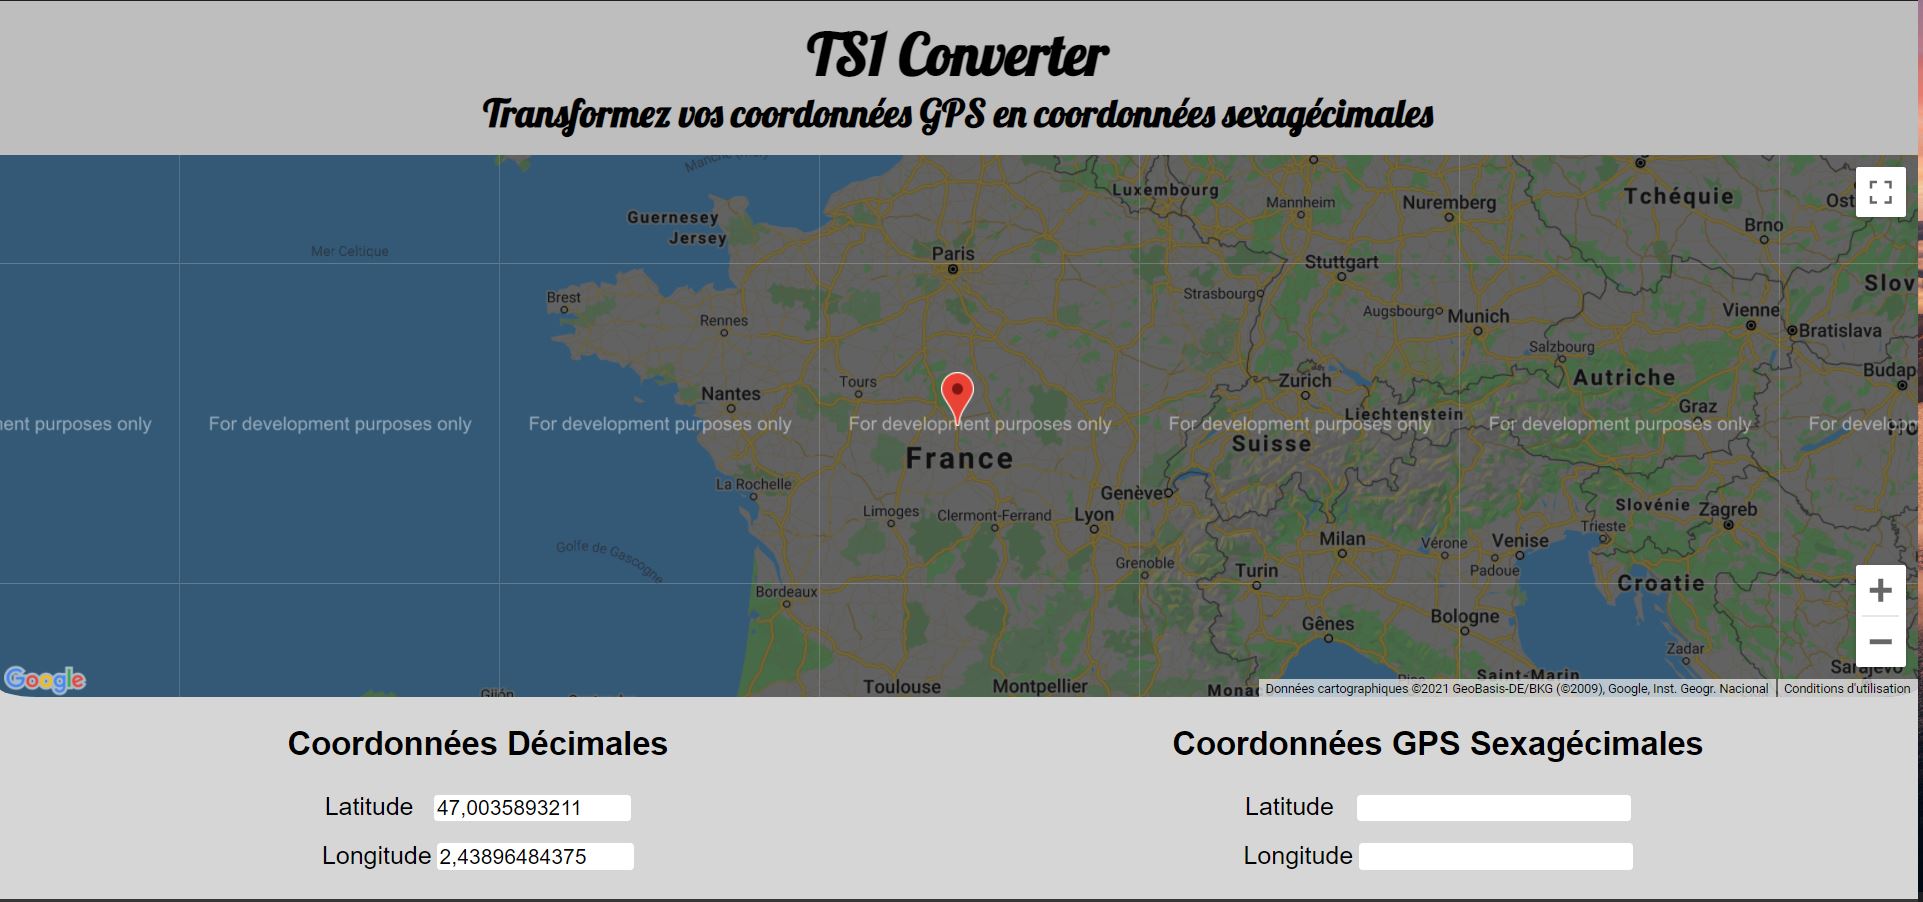 TS1 Converter
Transformez vos coordonnées GPS en coordonnées sexagécimales
Luxembourg
Mannheim
Nuremberg
Tchéquie
Ost
Guernesey
Jersey
Brno
Mer Celtique
Paris
Stuttgart
Slov
Brest
Strasbourg
Rennes
Augsbourg
Munich
Vienne
Bratislava
Salzbourg
Tours
Zurich
Autriche
Budap
Nantes
Liechtenstein
Graz
ent purposes only
For development purposes only
For development purposes only
For development purposes only
For development purposes only
For development purposes only
For develop
France
Suisse
La Rochelle
Genève
Limoges
Clermont-Ferrand
Lyon
Slovénie
Zagreb
Trieste
Milan
Vérone
Venise
Golfe de Gascogne
Grenoble
Turin
Padoue
Croatie
Bordeaux
Bologne
Gênes
Zadar
Sarajevo
Google
Gijón
Toulouse
Montpellier
Monac
Saint-Marin
Données cartographiques ©2021 GeoBasis-DE/BKG (©2009), Google, Inst. Geogr. Nacional
Conditions d'utilisation
Coordonnées Décimales
Coordonnées GPS Sexagécimales
Latitude 47,0035893211
Latitude
Longitude 2,43896484375
Longitude